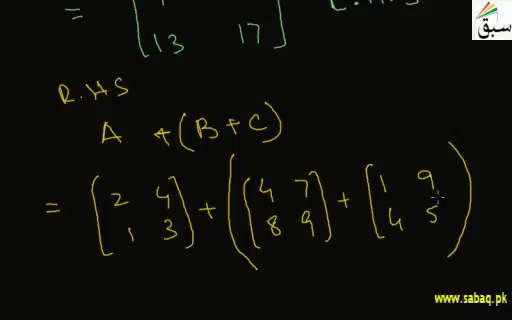 سبق
= [ 13 17 ]
R.H.S
A + (B + C)
= [ 2 4 1 3 ] + ( [ 4 7 8 9 ] + [ 1 9 4 5 ] )
www.sabaq.pk